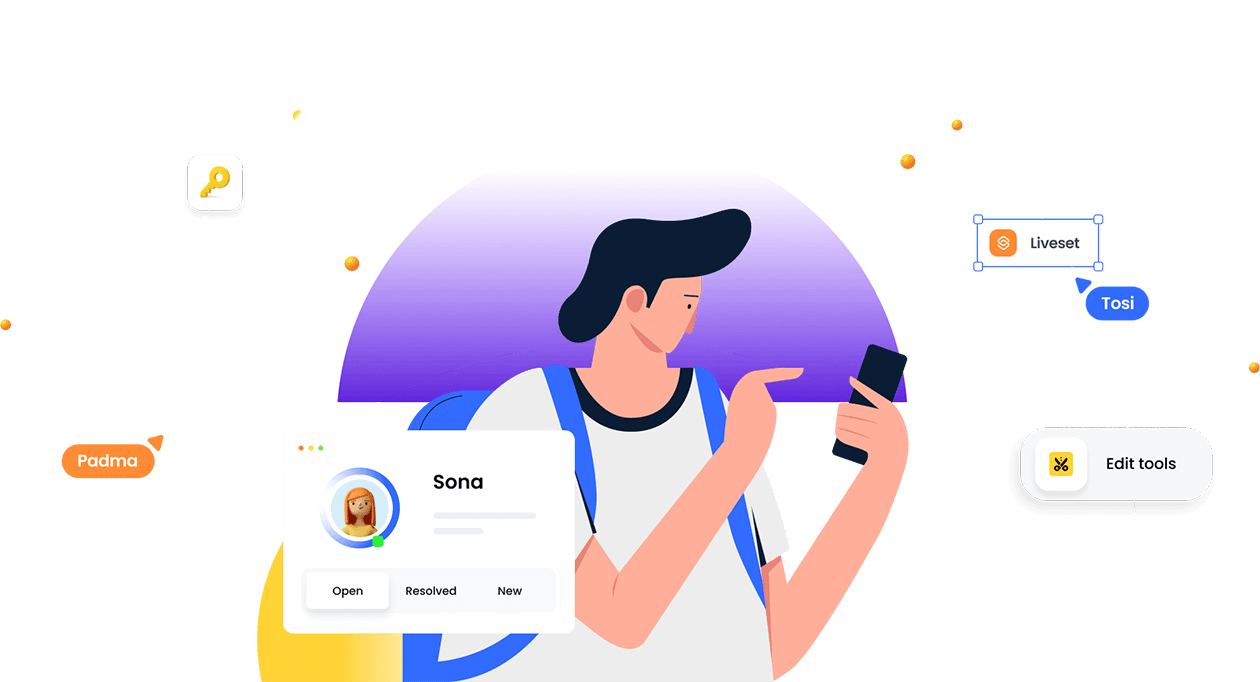 Liveset
Tosi
Padma
Edit tools
Sona
Open
Resolved
New